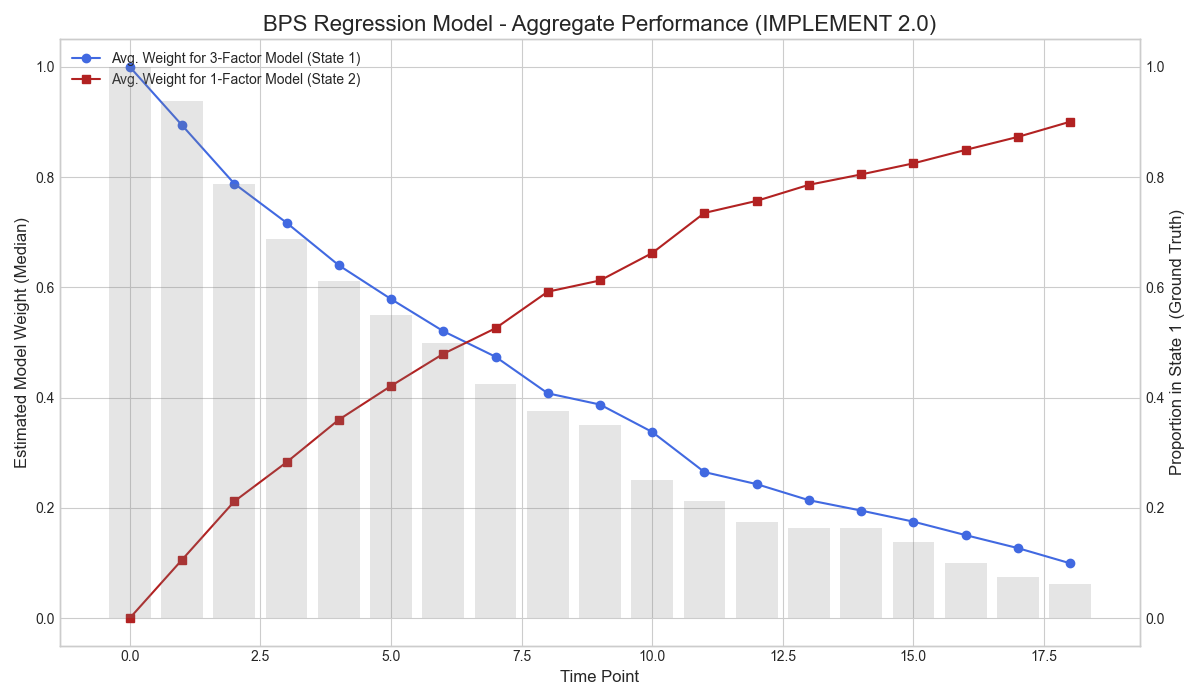 BPS Regression Model - Aggregate Performance (IMPLEMENT 2.0)
Avg. Weight for 3-Factor Model (State 1)
Avg. Weight for 1-Factor Model (State 2)
Estimated Model Weight (Median)
1.0
0.8
0.6
0.4
0.2
0.0
1.0
0.8
0.6
0.4
0.2
0.0
Proportion in State 1 (Ground Truth)
0.0 2.5 5.0 7.5 10.0 12.5 15.0 17.5
Time Point